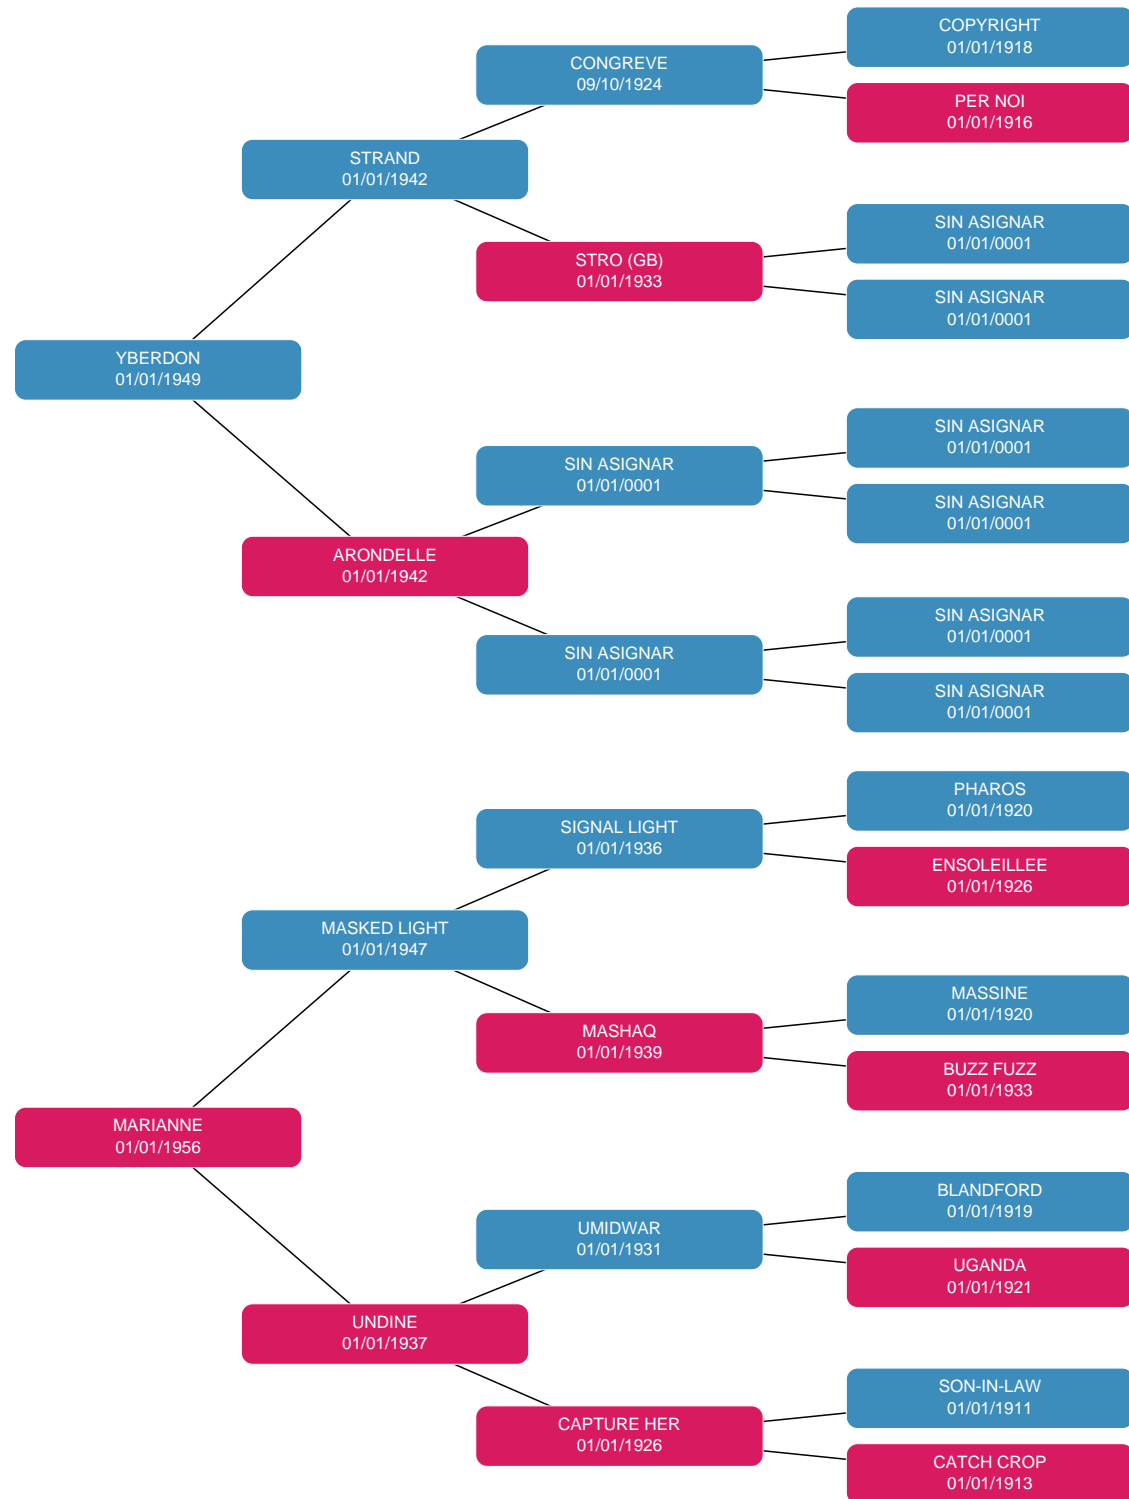 COPYRIGHT
01/01/1918
CONGREVE
09/10/1924
PER NOI
01/01/1916
STRAND
01/01/1942
SIN ASIGNAR
01/01/0001
STRO (GB)
01/01/1933
SIN ASIGNAR
01/01/0001
YBERDON
01/01/1949
SIN ASIGNAR
01/01/0001
SIN ASIGNAR
01/01/0001
SIN ASIGNAR
01/01/0001
ARONDELLE
01/01/1942
SIN ASIGNAR
01/01/0001
SIN ASIGNAR
01/01/0001
SIN ASIGNAR
01/01/0001
PHAROS
01/01/1920
SIGNAL LIGHT
01/01/1936
ENSOLEILLEE
01/01/1926
MASKED LIGHT
01/01/1947
MASSINE
01/01/1920
MASHAQ
01/01/1939
BUZZ FUZZ
01/01/1933
MARIANNE
01/01/1956
BLANDFORD
01/01/1919
UMIDWAR
01/01/1931
UGANDA
01/01/1921
UNDINE
01/01/1937
SON-IN-LAW
01/01/1911
CAPTURE HER
01/01/1926
CATCH CROP
01/01/1913